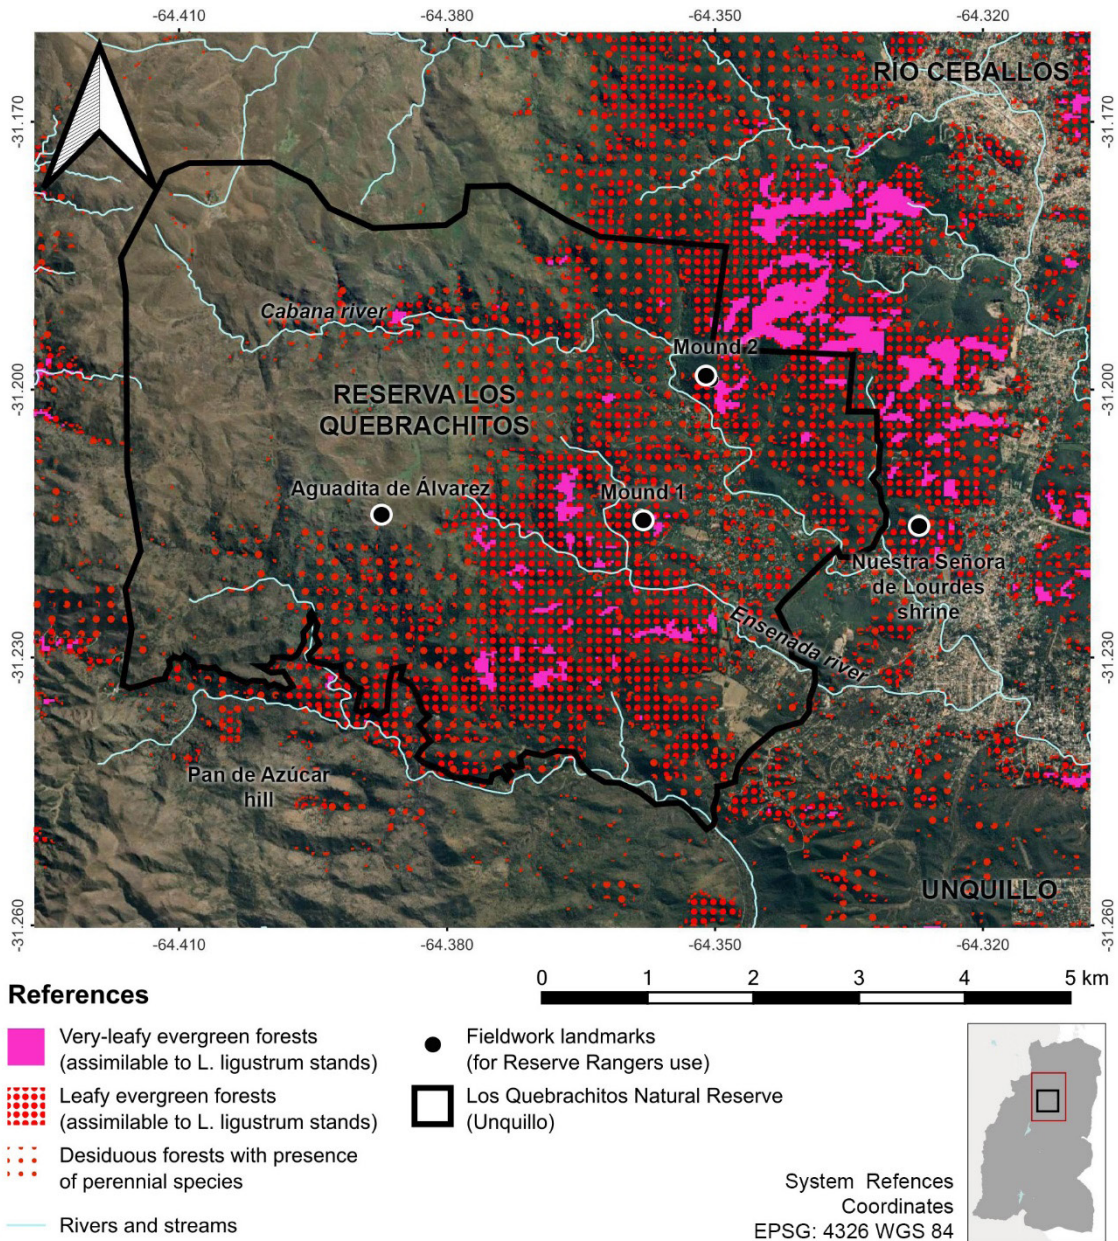 -64.410 -64.380 -64.350 -64.320
RIO CEBALLOS
-31.170 -31.170
Cabana river
Mound 2
-31.200 -31.200
RESERVA LOS
QUEBRACHITOS
Aguadita de Álvarez
Mound 1
Nuestra Señora
de Lourdes
shrine
Ensenada river
-31.230 -31.230
Pan de Azúcar
hill
UNQUILLO
-31.260 -31.260
-64.410 -64.380 -64.350 -64.320
0 1 2 3 4 5 km
References
Very-leafy evergreen forests
(assimilable to L. ligustrum stands)
Leafy evergreen forests
(assimilable to L. ligustrum stands)
Desiduous forests with presence
of perennial species
Rivers and streams
Fieldwork landmarks
(for Reserve Rangers use)
Los Quebrachitos Natural Reserve
(Unquillo)
System Refences
Coordinates
EPSG: 4326 WGS 84